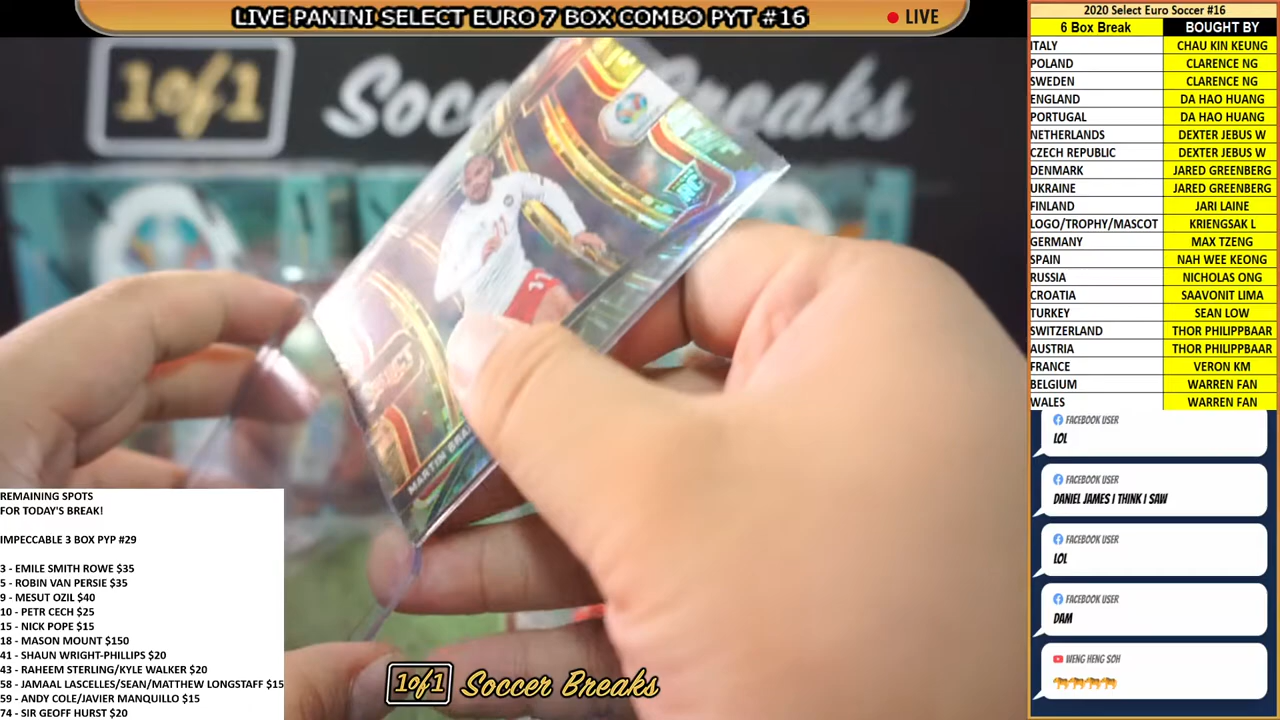 LIVE PANINI SELECT EURO 7 BOX COMBO PYT #16
LIVE
1of1 Soccer Breaks
RC
SELECT
MARTIN
2020 Select Euro Soccer #16
6 Box Break BOUGHT BY
ITALY CHAU KIN KEUNG
POLAND CLARENCE NG
SWEDEN CLARENCE NG
ENGLAND DA HAO HUANG
PORTUGAL DA HAO HUANG
NETHERLANDS DEXTER JEBUS W
CZECH REPUBLIC DEXTER JEBUS W
DENMARK JARED GREENBERG
UKRAINE JARED GREENBERG
FINLAND JARI LAINE
LOGO/TROPHY/MASCOT KRIENGSAK L
GERMANY MAX TZENG
SPAIN NAH WEE KEONG
RUSSIA NICHOLAS ONG
CROATIA SAAVONIT LIMA
TURKEY SEAN LOW
SWITZERLAND THOR PHILIPPBAAR
AUSTRIA THOR PHILIPPBAAR
FRANCE VERON KM
BELGIUM WARREN FAN
WALES WARREN FAN
FACEBOOK USER
LOL
FACEBOOK USER
DANIEL JAMES I THINK I SAW
FACEBOOK USER
LOL
FACEBOOK USER
DAM
WENG HENG SOH
REMAINING SPOTS
FOR TODAY'S BREAK!
IMPECCABLE 3 BOX PYP #29
3 - EMILE SMITH ROWE $35
5 - ROBIN VAN PERSIE $35
9 - MESUT OZIL $40
10 - PETR CECH $25
15 - NICK POPE $15
18 - MASON MOUNT $150
41 - SHAUN WRIGHT-PHILLIPS $20
43 - RAHEEM STERLING/KYLE WALKER $20
58 - JAMAAL LASCELLES/SEAN/MATTHEW LONGSTAFF $15
59 - ANDY COLE/JAVIER MANQUILLO $15
74 - SIR GEOFF HURST $20
1of1 Soccer Breaks